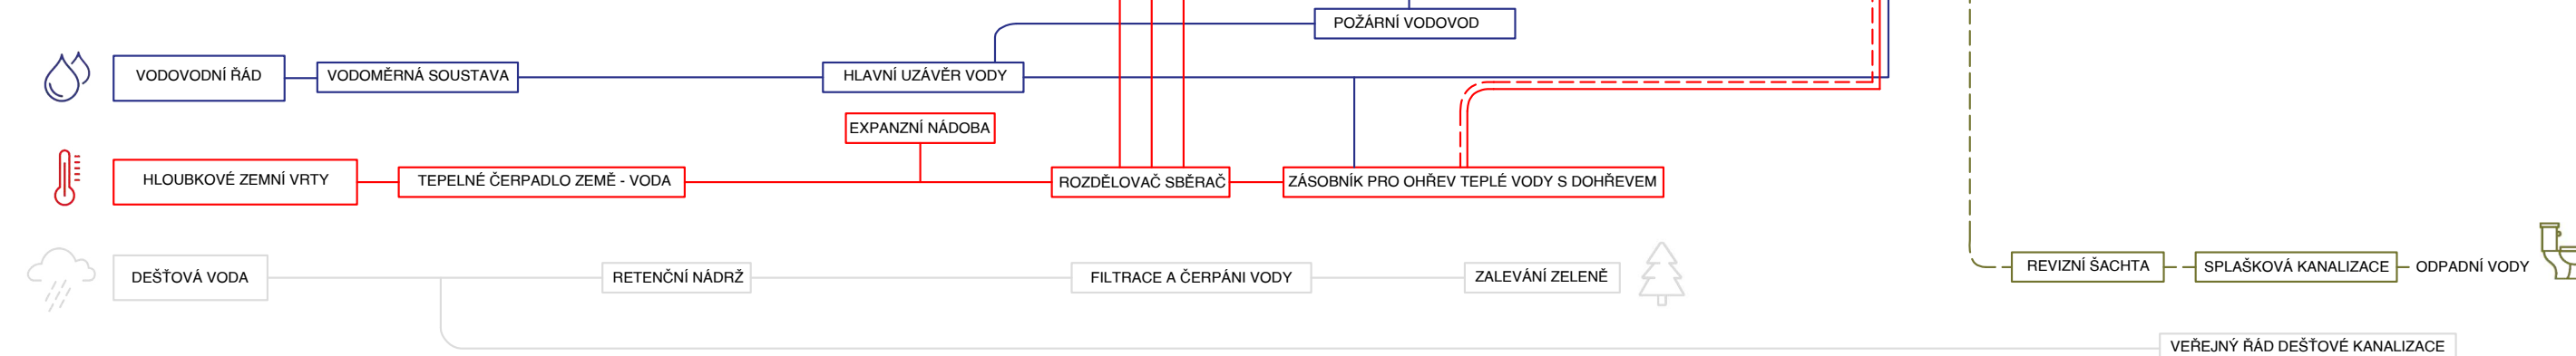 POŽÁRNÍ VODOVOD
VODOVODNÍ ŘÁD
VODOMĚRNÁ SOUSTAVA
HLAVNÍ UZÁVĚR VODY
EXPANZNÍ NÁDOBA
HLOUBKOVÉ ZEMNÍ VRTY
TEPELNÉ ČERPADLO ZEMĚ - VODA
ROZDĚLOVAČ SBĚRAČ
ZÁSOBNÍK PRO OHŘEV TEPLÉ VODY S DOHŘEVEM
DEŠŤOVÁ VODA
RETENČNÍ NÁDRŽ
FILTRACE A ČERPÁNI VODY
ZALEVÁNÍ ZELENĚ
REVIZNÍ ŠACHTA
SPLAŠKOVÁ KANALIZACE
ODPADNÍ VODY
VEŘEJNÝ ŘÁD DEŠŤOVÉ KANALIZACE